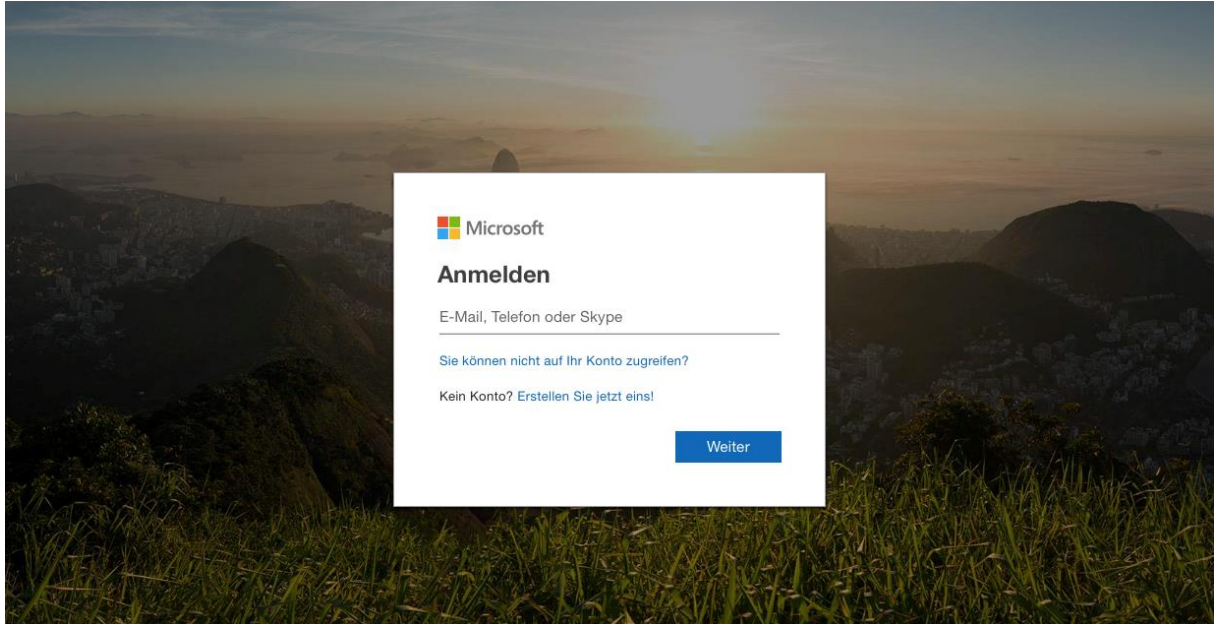 Microsoft
Anmelden
E-Mail, Telefon oder Skype
Sie können nicht auf Ihr Konto zugreifen?
Kein Konto? Erstellen Sie jetzt eins!
Weiter